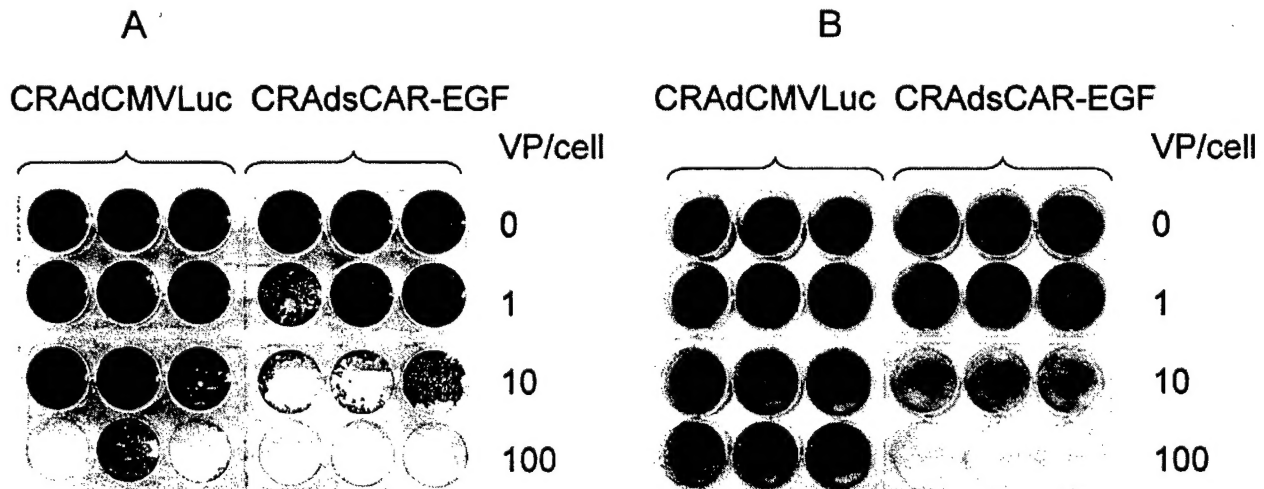 A B
CRAdCMVLuc CRAdsCAR-EGF CRAdCMVLuc CRAdsCAR-EGF
VP/cell VP/cell
0 0
1 1
10 10
100 100